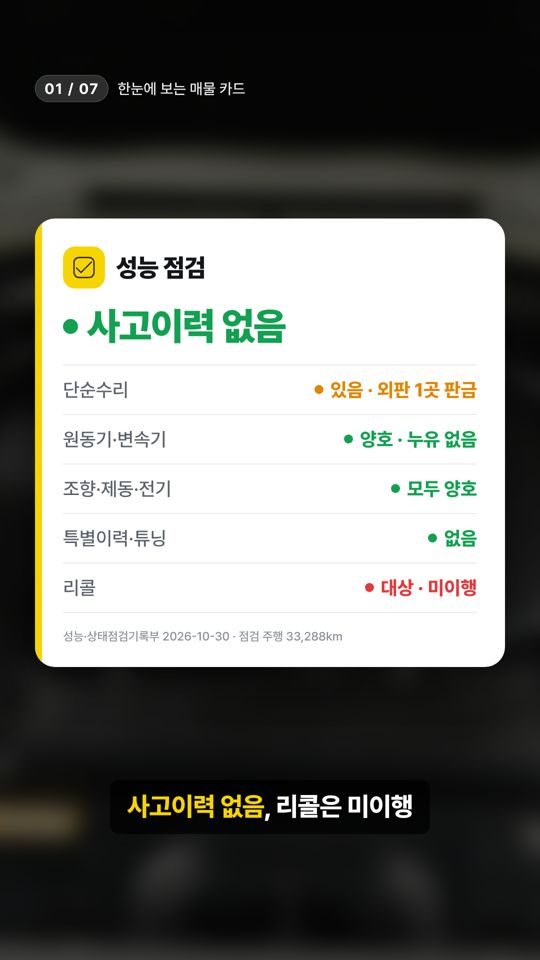 01 / 07 한눈에 보는 매물 카드
성능 점검
사고이력 없음
단순수리 있음 · 외판 1곳 판금
원동기·변속기 양호 · 누유 없음
조향·제동·전기 모두 양호
특별이력·튜닝 없음
리콜 대상 · 미이행
성능·상태점검기록부 2026-10-30 · 점검 주행 33,288km
사고이력 없음, 리콜은 미이행